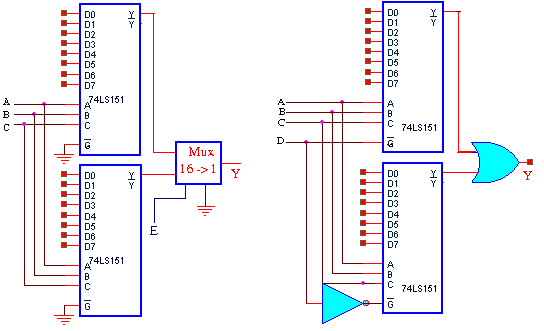 D0 Y
D1 Y
D2
D3
D4
D5
D6
D7
74LS151
A A
B B
C C
G
Mux
16->1
Y
E
D0 Y
D1 Y
D2
D3
D4
D5
D6
D7
74LS151
A
B
C
G
D0 Y
D1 Y
D2
D3
D4
D5
D6
D7
A A
B B
C C
74LS151
D G
Y
D0 Y
D1 Y
D2
D3
D4
D5
D6
D7
A
B
C
74LS151
G